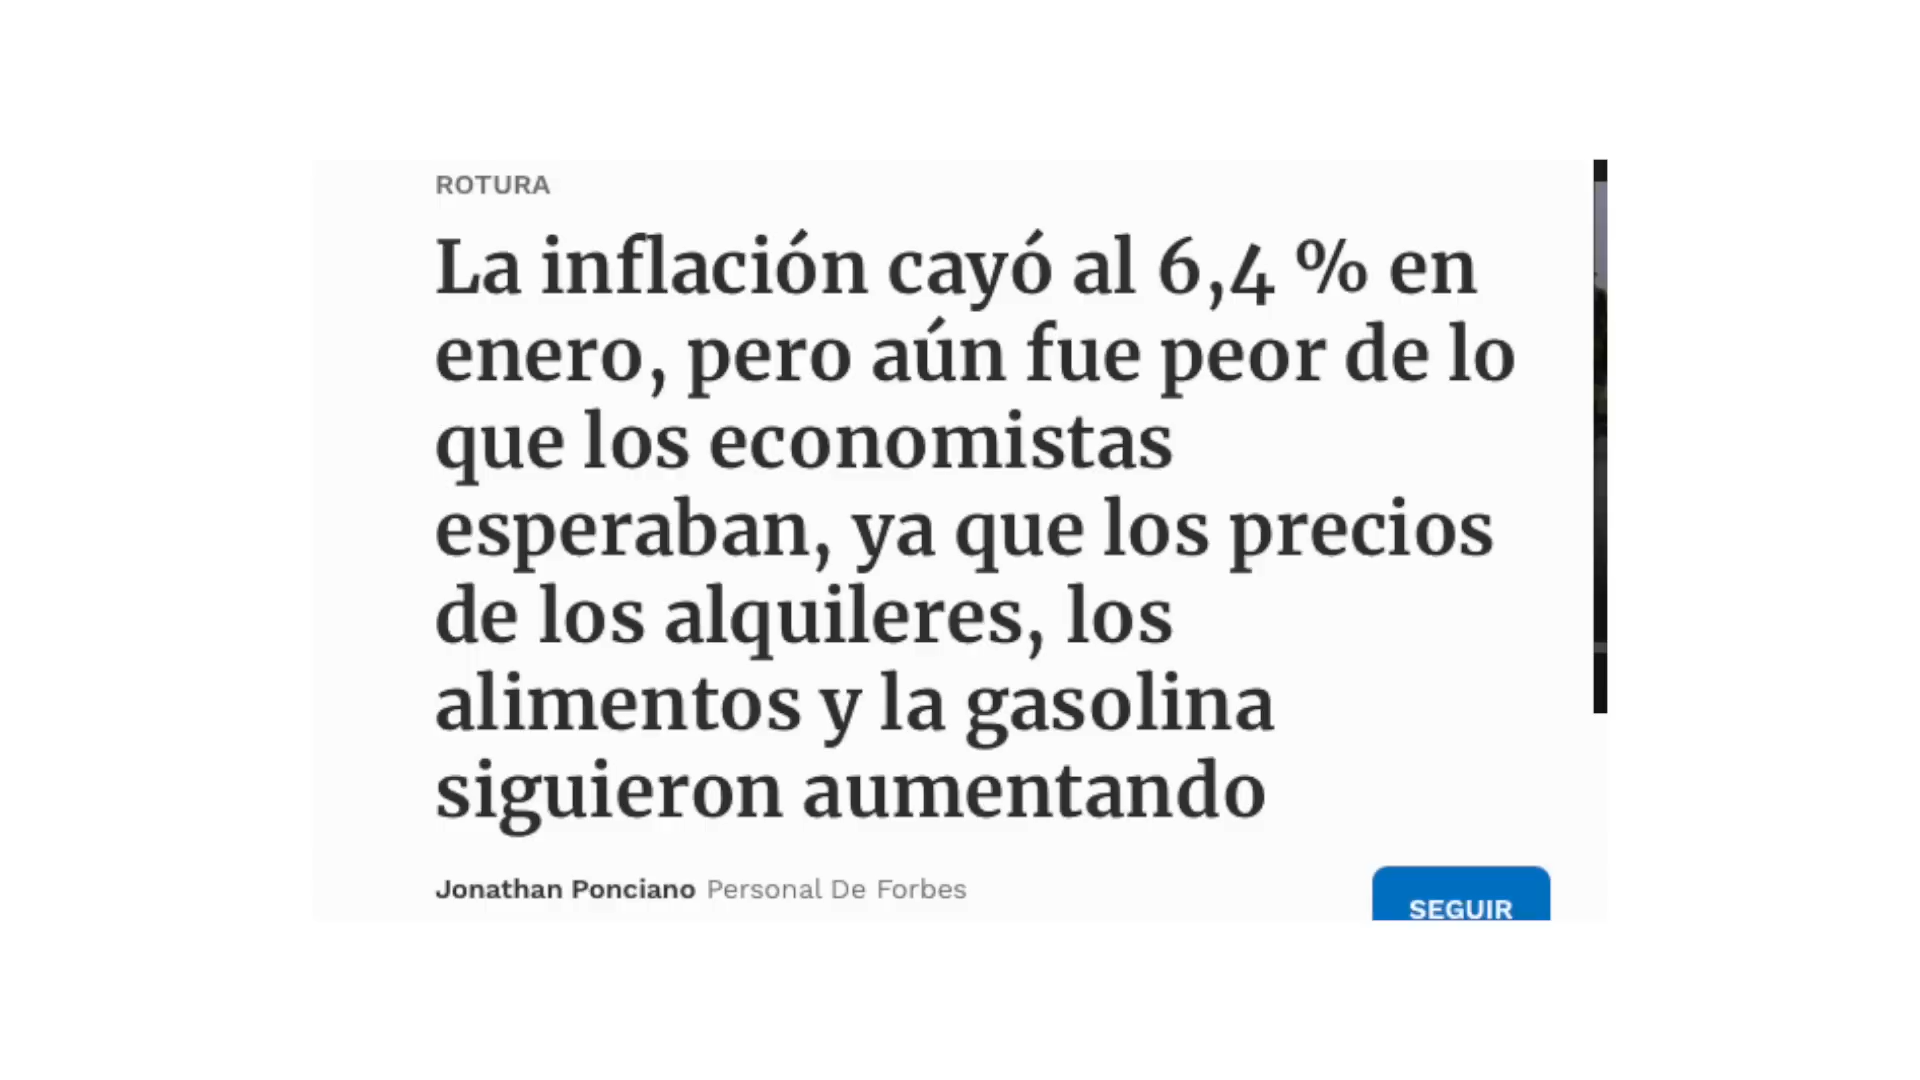 ROTURA
La inflación cayó al 6,4 % en
enero, pero aún fue peor de lo
que los economistas
esperaban, ya que los precios
de los alquileres, los
alimentos y la gasolina
siguieron aumentando
Jonathan Ponciano Personal De Forbes
SEGUIR